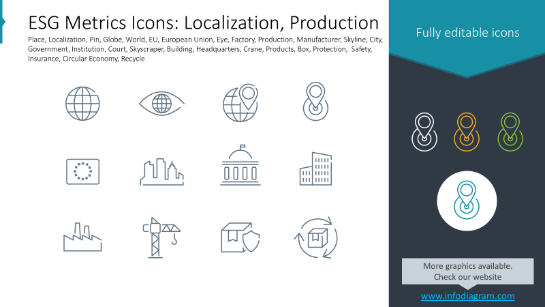 ESG Metrics Icons: Localization, Production
Place, Localization, Pin, Globe, World, EU, European Union, Eye, Factory, Production, Manufacturer, Skyline, City,
Government, Institution, Court, Skyscraper, Building, Headquarters, Crane, Products, Box, Protection, Safety,
Insurance, Circular Economy, Recycle
Fully editable icons
More graphics available.
Check our website
www.infodiagram.com